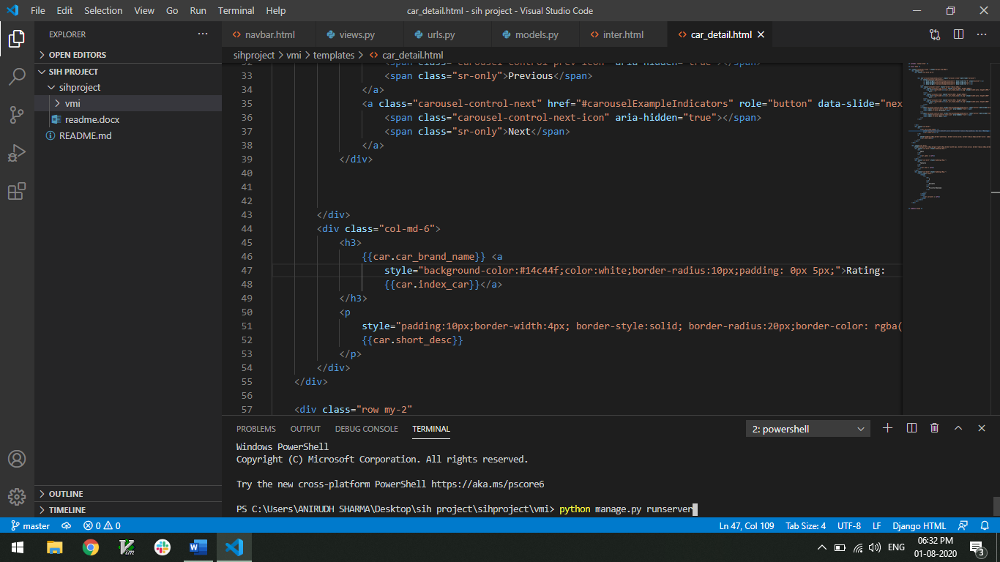 File Edit Selection View Go Run Terminal Help
car_detail.html - sih project - Visual Studio Code
EXPLORER
OPEN EDITORS
SIH PROJECT
sihproject
vmi
readme.docx
README.md
OUTLINE
TIMELINE
navbar.html views.py urls.py models.py inter.html car_detail.html
sihproject > vmi > templates > car_detail.html
32 <span class="carousel-control-prev-icon" aria-hidden="true"></span>
33 <span class="sr-only">Previous</span>
34 </a>
35 <a class="carousel-control-next" href="#carouselExampleIndicators" role="button" data-slide="nex
36 <span class="carousel-control-next-icon" aria-hidden="true"></span>
37 <span class="sr-only">Next</span>
38 </a>
39 </div>
40
41
42
43 </div>
44 <div class="col-md-6">
45 <h3>
46 {{car.car_brand_name}} <a
47 style="background-color:#14c44f;color:white;border-radius:10px;padding: 0px 5px;">Rating:
48 {{car.index_car}}</a>
49 </h3>
50 <p
51 style="padding:10px;border-width:4px; border-style:solid; border-radius:20px;border-color: rgba(
52 {{car.short_desc}}
53 </p>
54 </div>
55 </div>
56
57 <div class="row my-2"
PROBLEMS OUTPUT DEBUG CONSOLE TERMINAL
2: powershell
Windows PowerShell
Copyright (C) Microsoft Corporation. All rights reserved.
Try the new cross-platform PowerShell https://aka.ms/pscore6
PS C:\Users\ANIRUDH SHARMA\Desktop\sih project\sihproject\vmi> python manage.py runserver
master 0 0
Ln 47, Col 109 Tab Size: 4 UTF-8 LF Django HTML
ENG
06:32 PM
01-08-2020
3